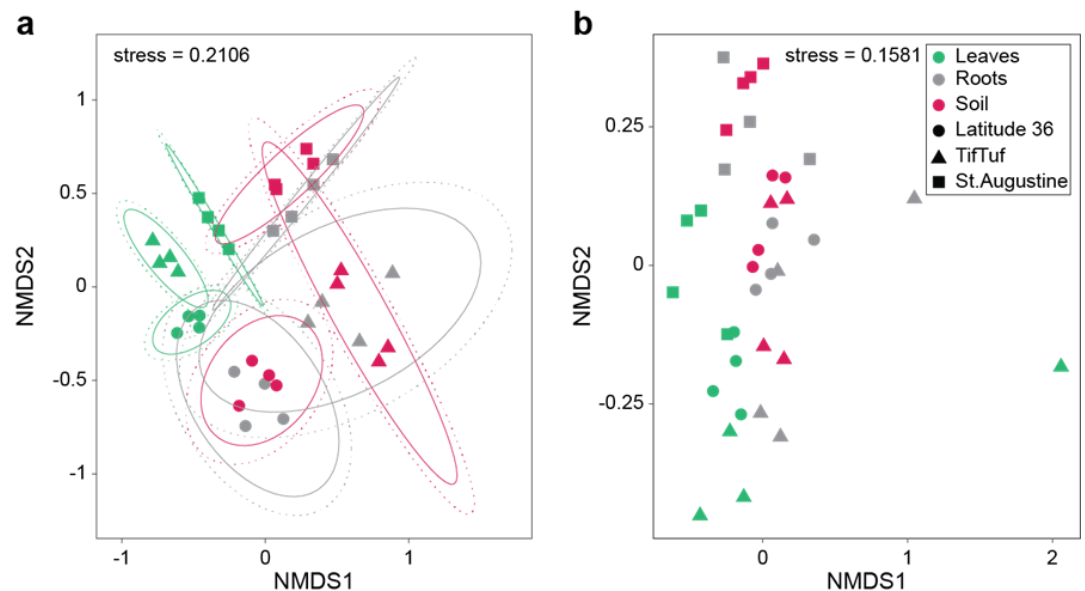 a
stress = 0.2106
NMDS2
1
0.5
0
-0.5
-1
-1
0
1
NMDS1
b
stress = 0.1581
Leaves
Roots
Soil
Latitude 36
TifTuf
St.Augustine
NMDS2
0.25
0
-0.25
0
1
2
NMDS1